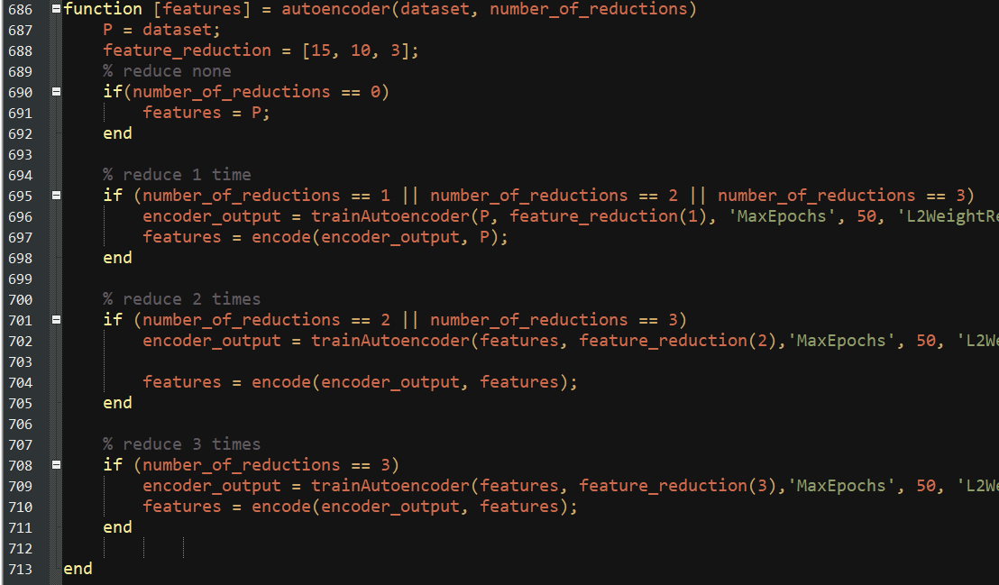 686 function [features] = autoencoder(dataset, number_of_reductions)
687 P = dataset;
688 feature_reduction = [15, 10, 3];
689 % reduce none
690 if(number_of_reductions == 0)
691 features = P;
692 end
693
694 % reduce 1 time
695 if (number_of_reductions == 1 || number_of_reductions == 2 || number_of_reductions == 3)
696 encoder_output = trainAutoencoder(P, feature_reduction(1), 'MaxEpochs', 50, 'L2WeightRe
697 features = encode(encoder_output, P);
698 end
699
700 % reduce 2 times
701 if (number_of_reductions == 2 || number_of_reductions == 3)
702 encoder_output = trainAutoencoder(features, feature_reduction(2),'MaxEpochs', 50, 'L2We
703
704 features = encode(encoder_output, features);
705 end
706
707 % reduce 3 times
708 if (number_of_reductions == 3)
709 encoder_output = trainAutoencoder(features, feature_reduction(3),'MaxEpochs', 50, 'L2We
710 features = encode(encoder_output, features);
711 end
712
713 end